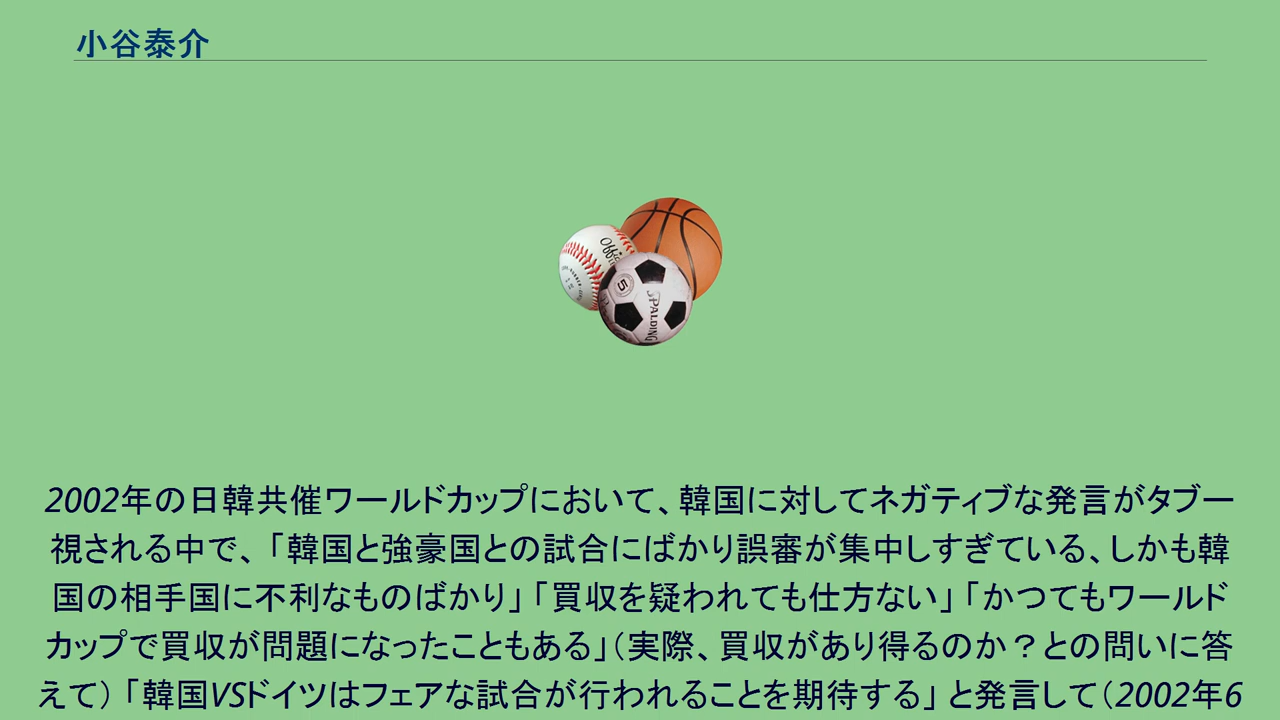 小谷泰介
Offici
5
SPALDING
2002年の日韓共催ワールドカップにおいて、韓国に対してネガティブな発言がタブー
視される中で、「韓国と強豪国との試合にばかり誤審が集中しすぎている、しかも韓
国の相手国に不利なものばかり」「買収を疑われても仕方ない」「かつてもワールド
カップで買収が問題になったこともある」（実際、買収があり得るのか？との問いに答
えて）「韓国VSドイツはフェアな試合が行われることを期待する」と発言して（2002年6